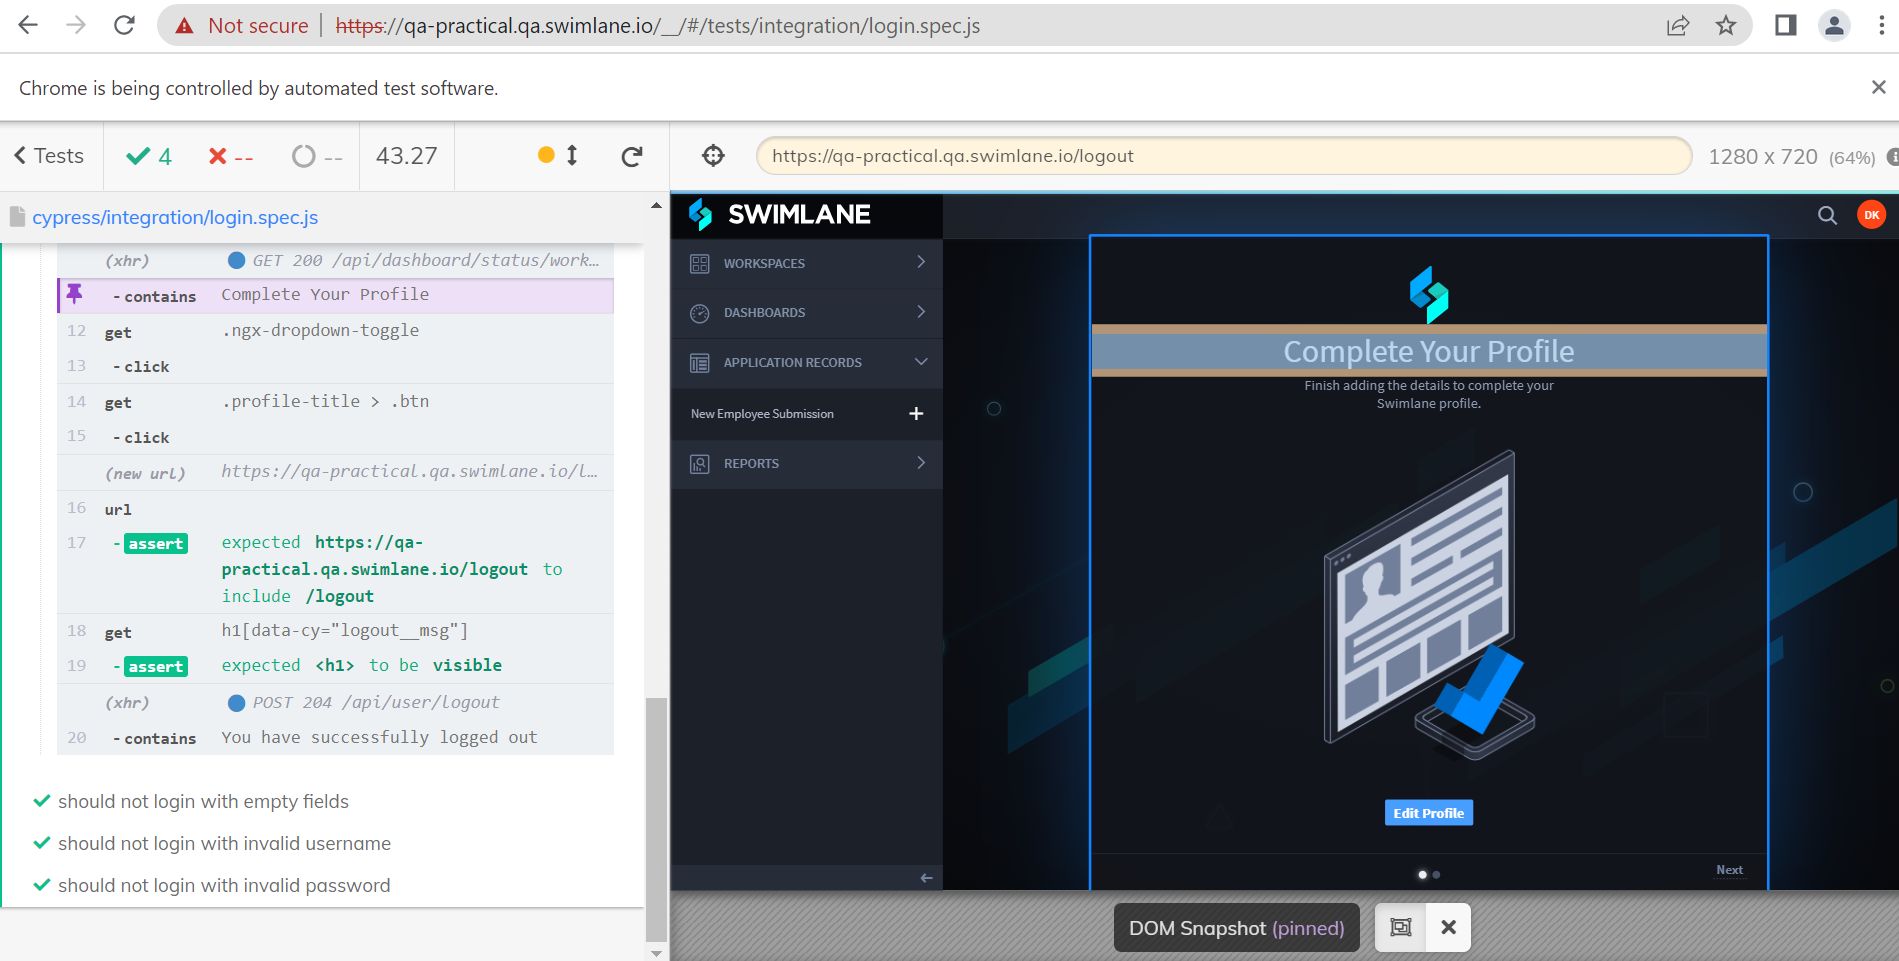 Not secure https://qa-practical.qa.swimlane.io/__/#/tests/integration/login.spec.js
Chrome is being controlled by automated test software.
Tests 4 -- -- 43.27
https://qa-practical.qa.swimlane.io/logout 1280 x 720 (64%)
cypress/integration/login.spec.js
(xhr) GET 200 /api/dashboard/status/work...
- contains Complete Your Profile
12 get .ngx-dropdown-toggle
13 - click
14 get .profile-title > .btn
15 - click
(new url) https://qa-practical.qa.swimlane.io/l...
16 url
17 - assert expected https://qa-
practical.qa.swimlane.io/logout to
include /logout
18 get h1[data-cy="logout__msg"]
19 - assert expected <h1> to be visible
(xhr) POST 204 /api/user/logout
20 - contains You have successfully logged out
should not login with empty fields
should not login with invalid username
should not login with invalid password
SWIMLANE
DK
WORKSPACES
DASHBOARDS
APPLICATION RECORDS
New Employee Submission
REPORTS
Complete Your Profile
Finish adding the details to complete your
Swimlane profile.
Edit Profile
Next
DOM Snapshot (pinned)